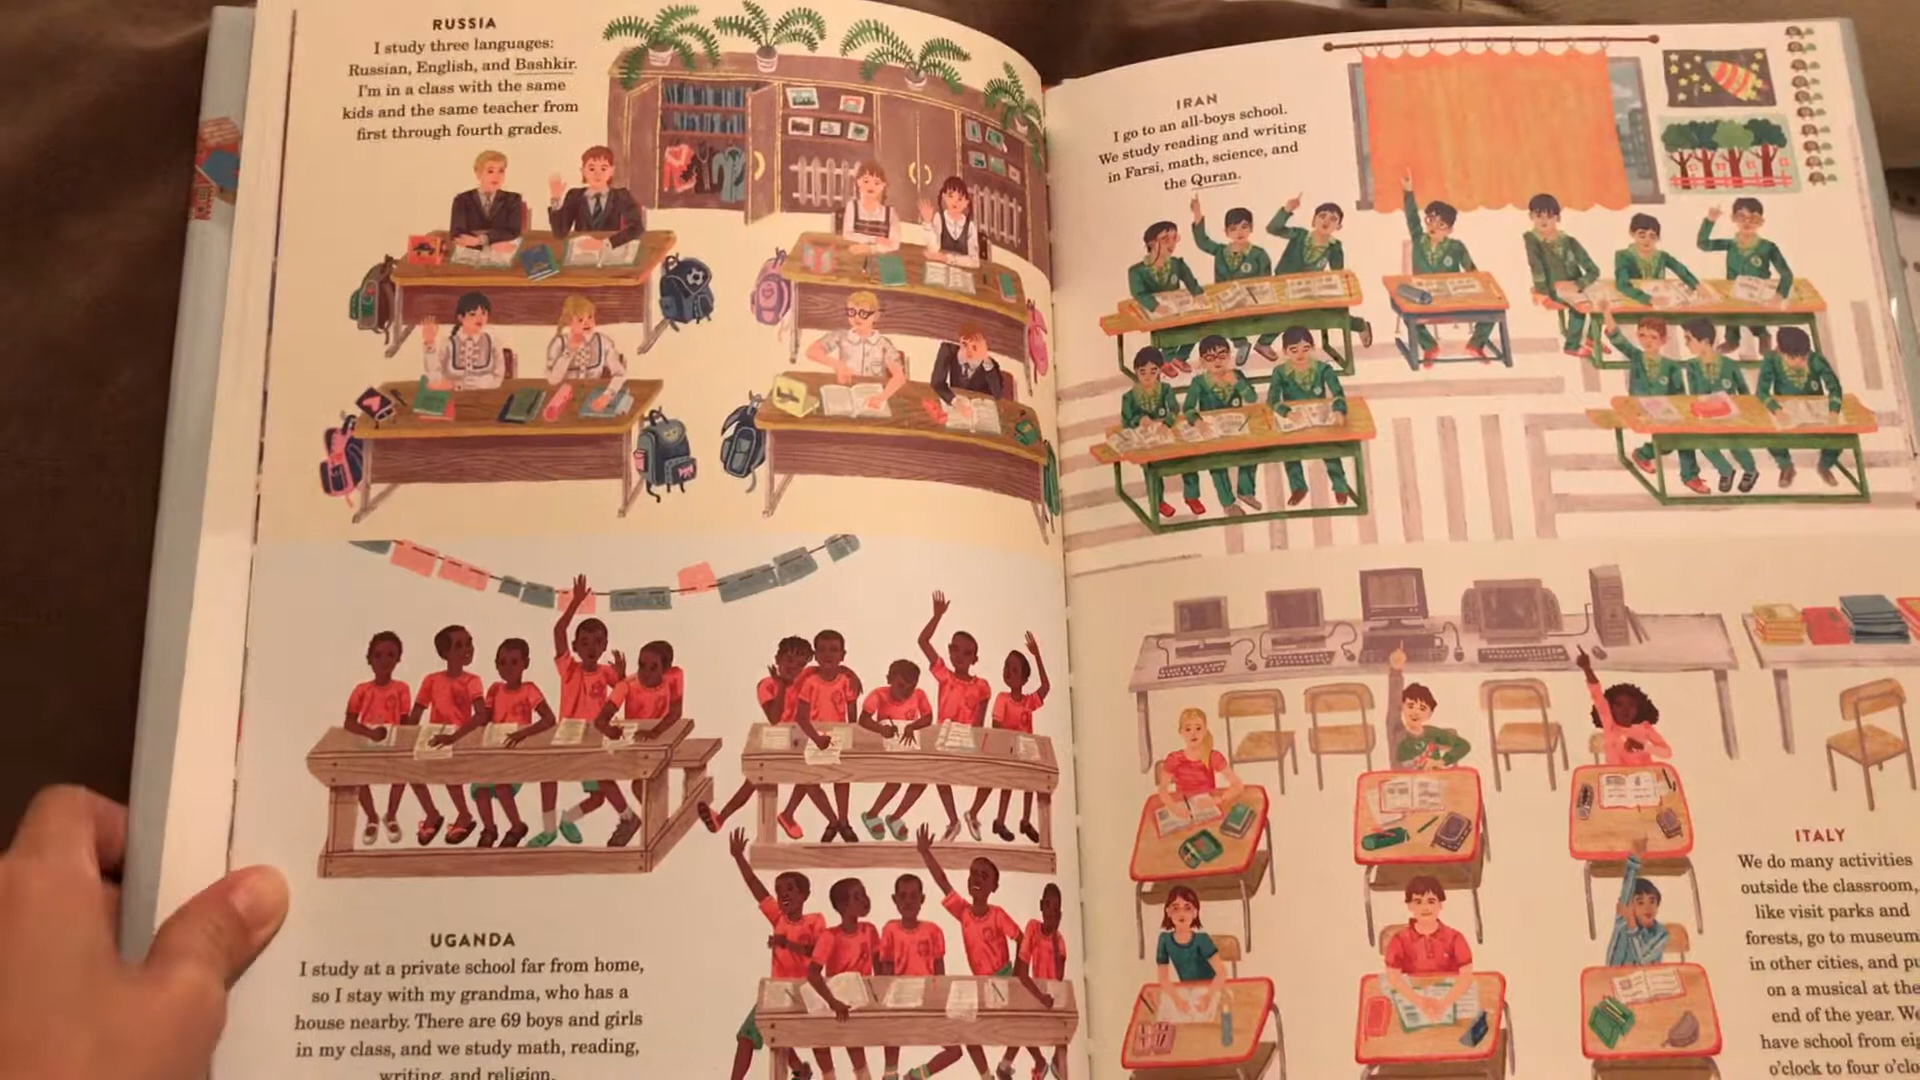 RUSSIA
I study three languages:
Russian, English, and Bashkir.
I'm in a class with the same
kids and the same teacher from
first through fourth grades.
IRAN
I go to an all-boys school.
We study reading and writing
in Farsi, math, science, and
the Quran.
UGANDA
I study at a private school far from home,
so I stay with my grandma, who has a
house nearby. There are 69 boys and girls
in my class, and we study math, reading,
writing, and religion.
ITALY
We do many activities
outside the classroom,
like visit parks and
forests, go to museum
in other cities, and pu
on a musical at the
end of the year. We
have school from eig
o'clock to four o'clo